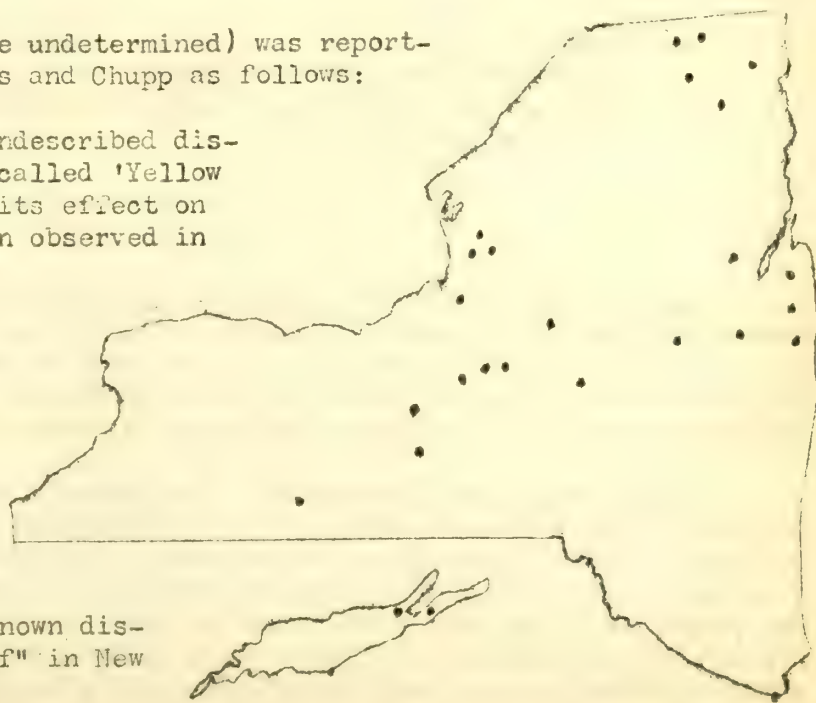 e undetermined) was report-
s and Chupp as follows:
ndescribed dis-
called 'Yellow
its effect on
n observed in
nown dis-
f" in New